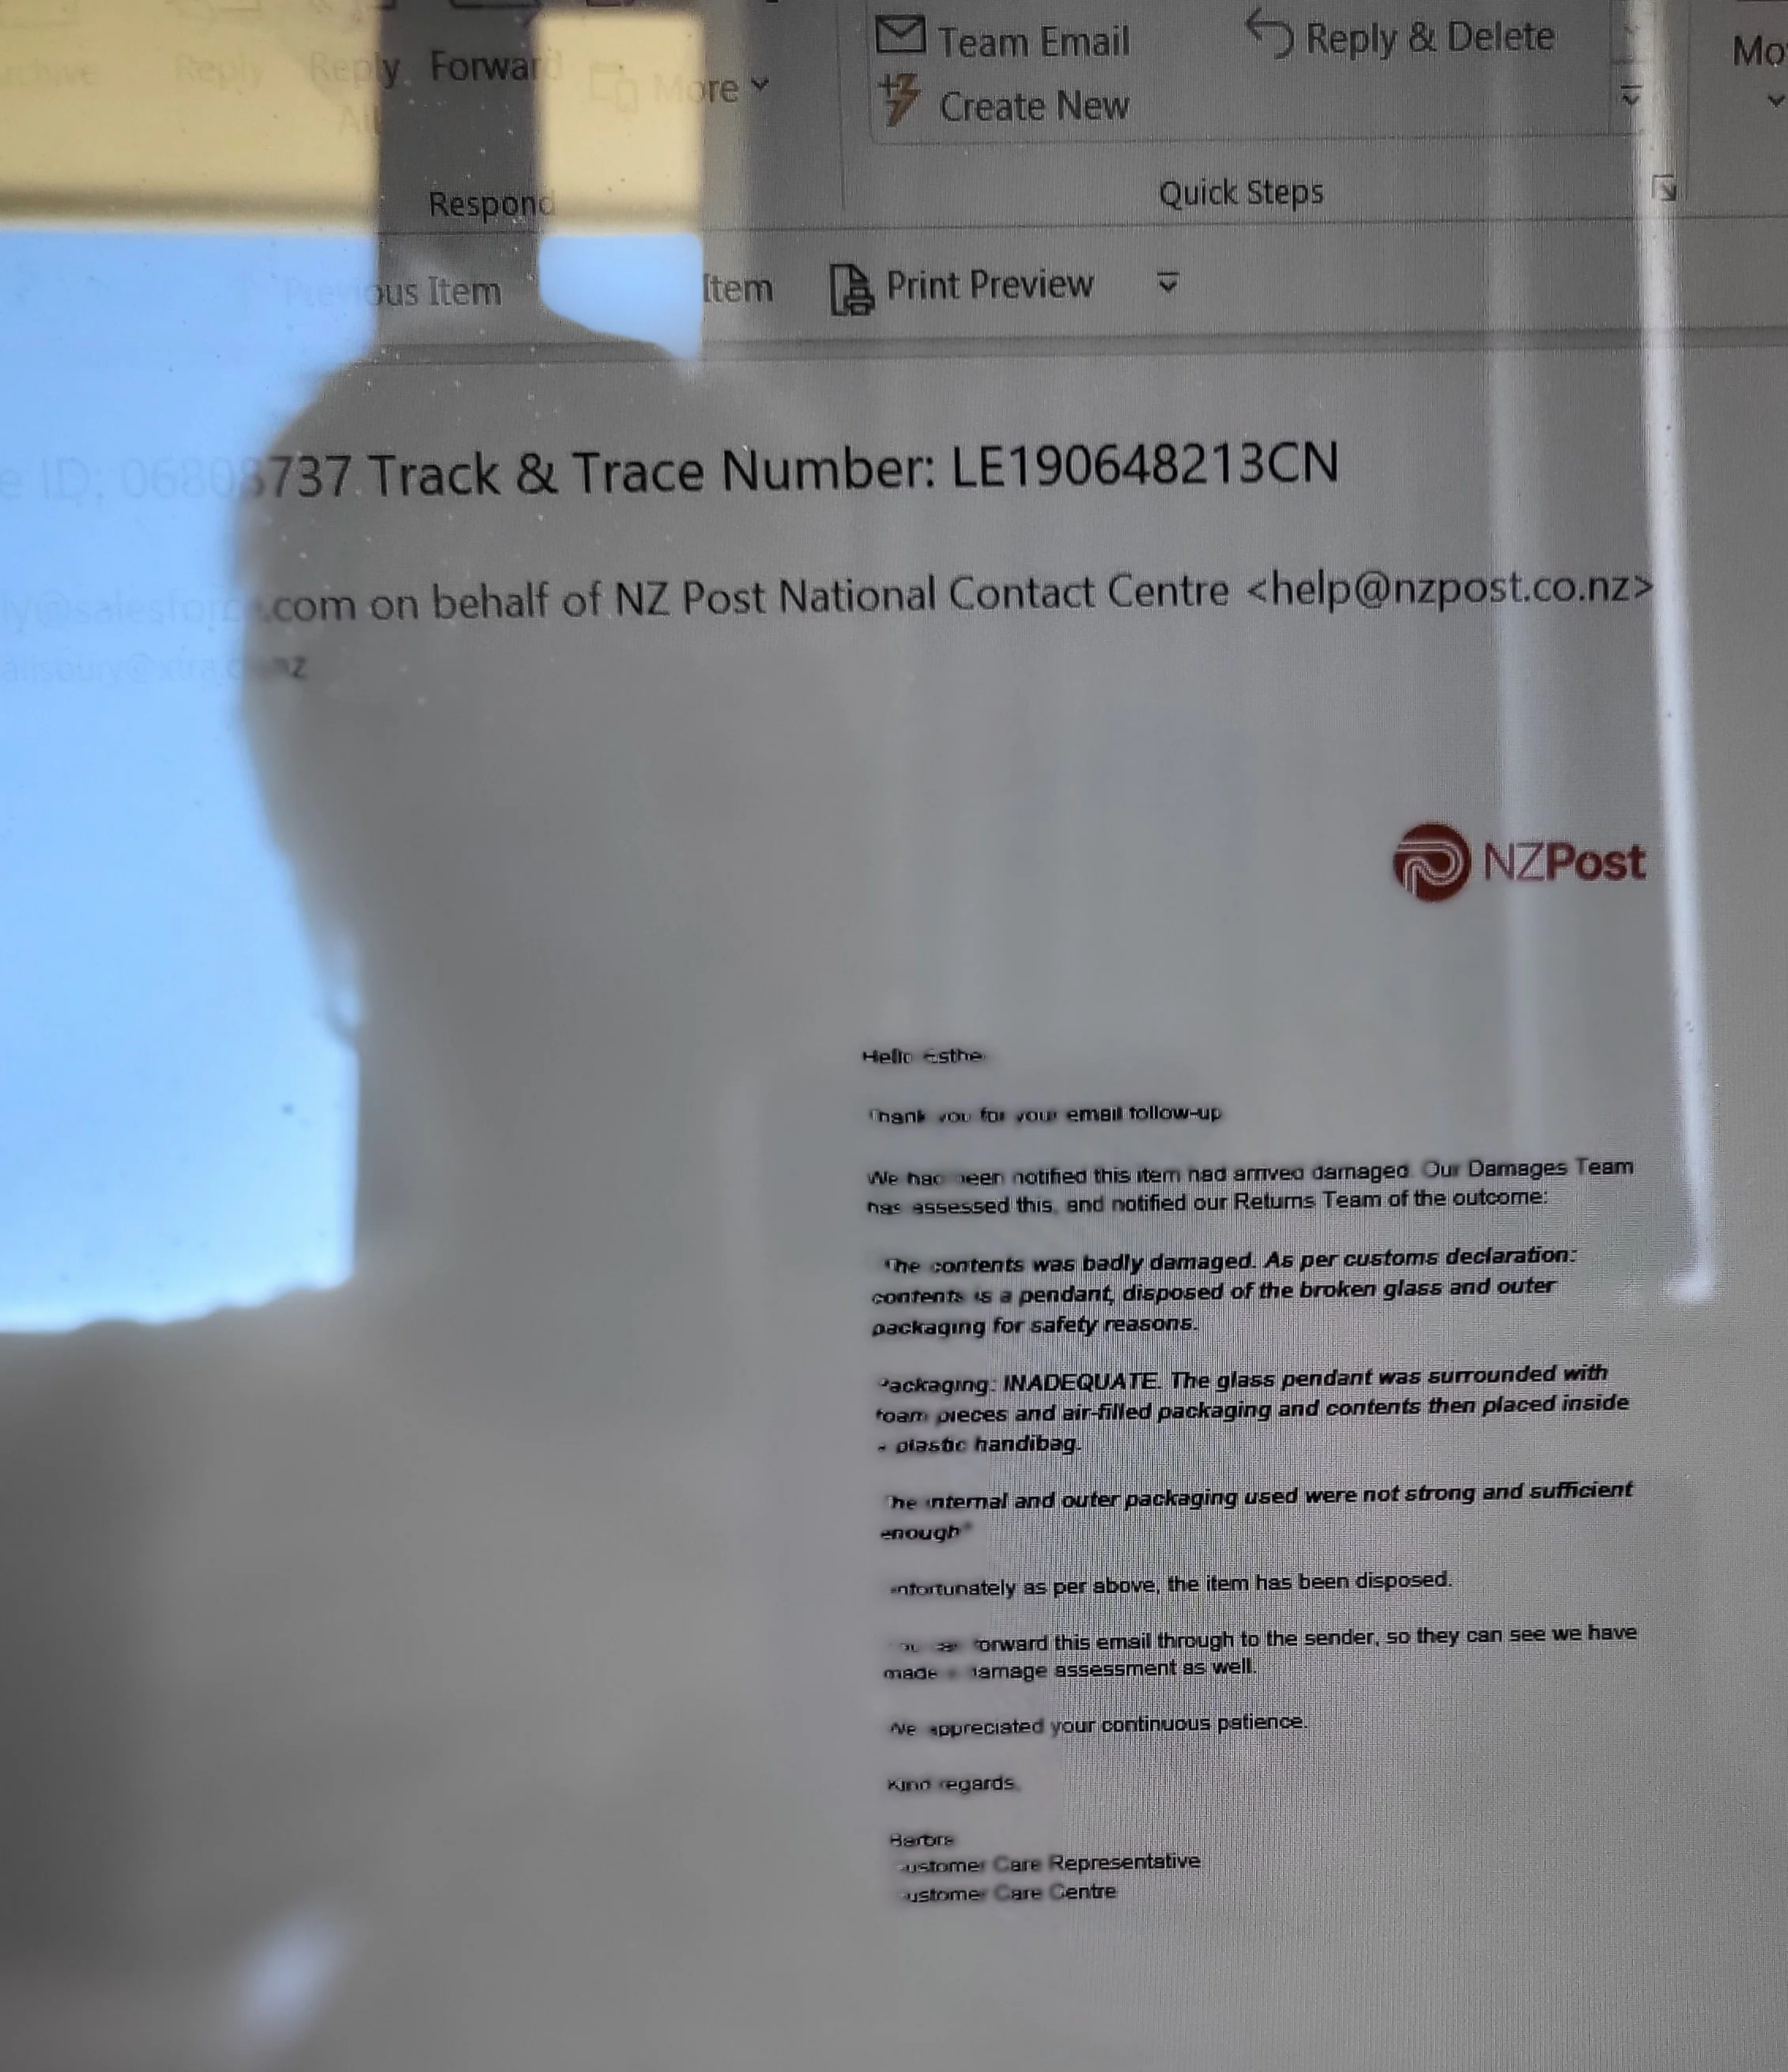 Reply Reply Forward More
All
Team Email Reply & Delete
Create New
Respond Quick Steps
Item Item Print Preview
737 Track & Trace Number: LE190648213CN
.com on behalf of NZ Post National Contact Centre <help@nzpost.co.nz>
NZPost
Hello
Thank you for your email follow-up
We had been notified this item had arrived damaged. Our Damages Team
has assessed this, and notified our Returns Team of the outcome:
The contents was badly damaged. As per customs declaration:
contents is a pendant, disposed of the broken glass and outer
packaging for safety reasons.
Packaging: INADEQUATE. The glass pendant was surrounded with
foam pieces and air-filled packaging and contents then placed inside
a plastic handibag.
The internal and outer packaging used were not strong and sufficient
enough"
Unfortunately as per above, the item has been disposed.
forward this email through to the sender, so they can see we have
made a damage assessment as well.
We appreciated your continuous patience.
Kind regards,
Customer Care Representative
Customer Care Centre